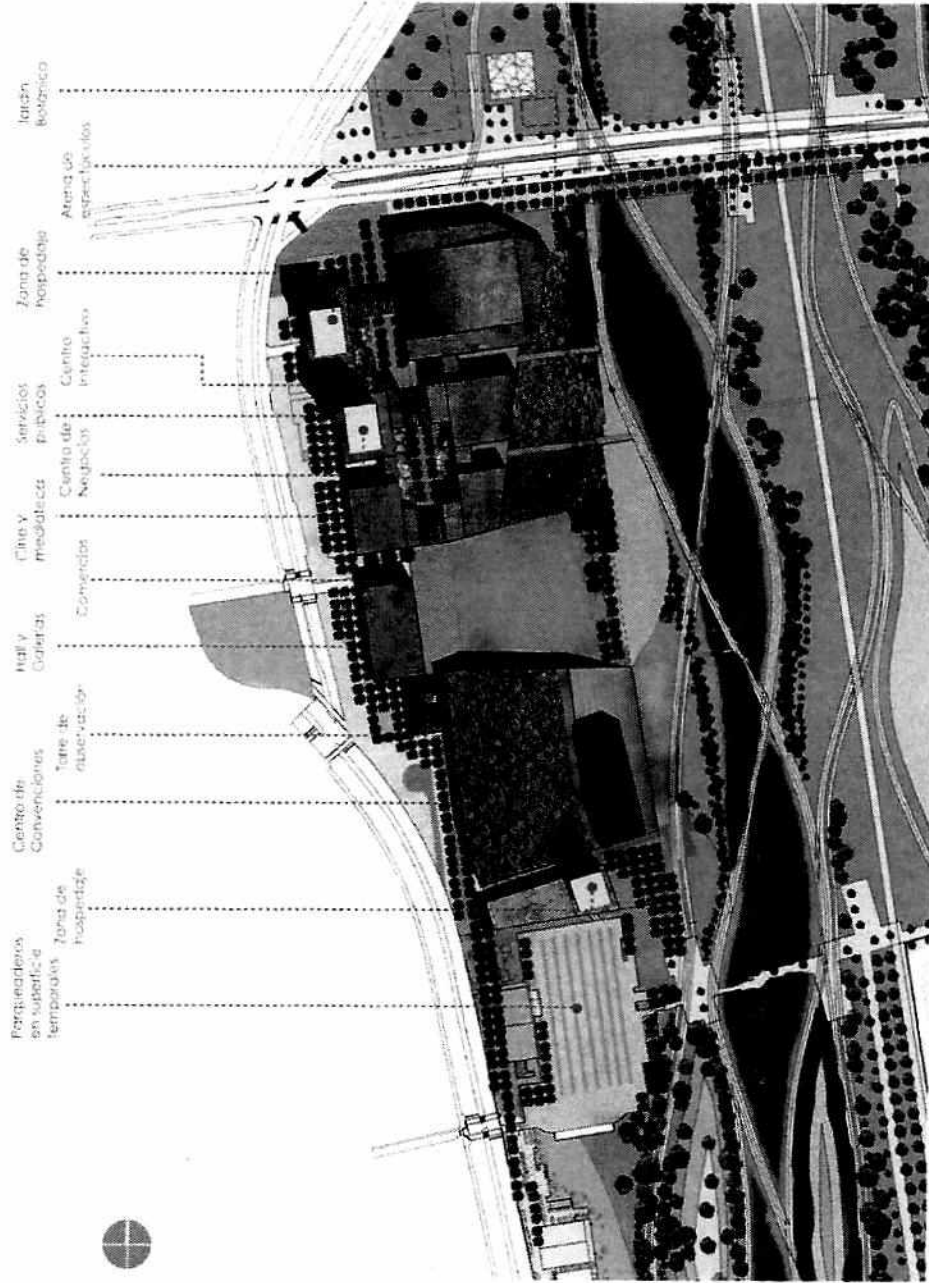 Parqueaderos
en superficie
temporales
Zona de
hospedaje
Centro de
Convenciones
Torre de
observación
Hall y
Galerías
Comercios
Cine y
mediateca
Centro de
Negocios
Servicios
públicos
Centro
Interactivo
Zona de
hospedaje
Arena de
espectáculos
Jardín
Botánico